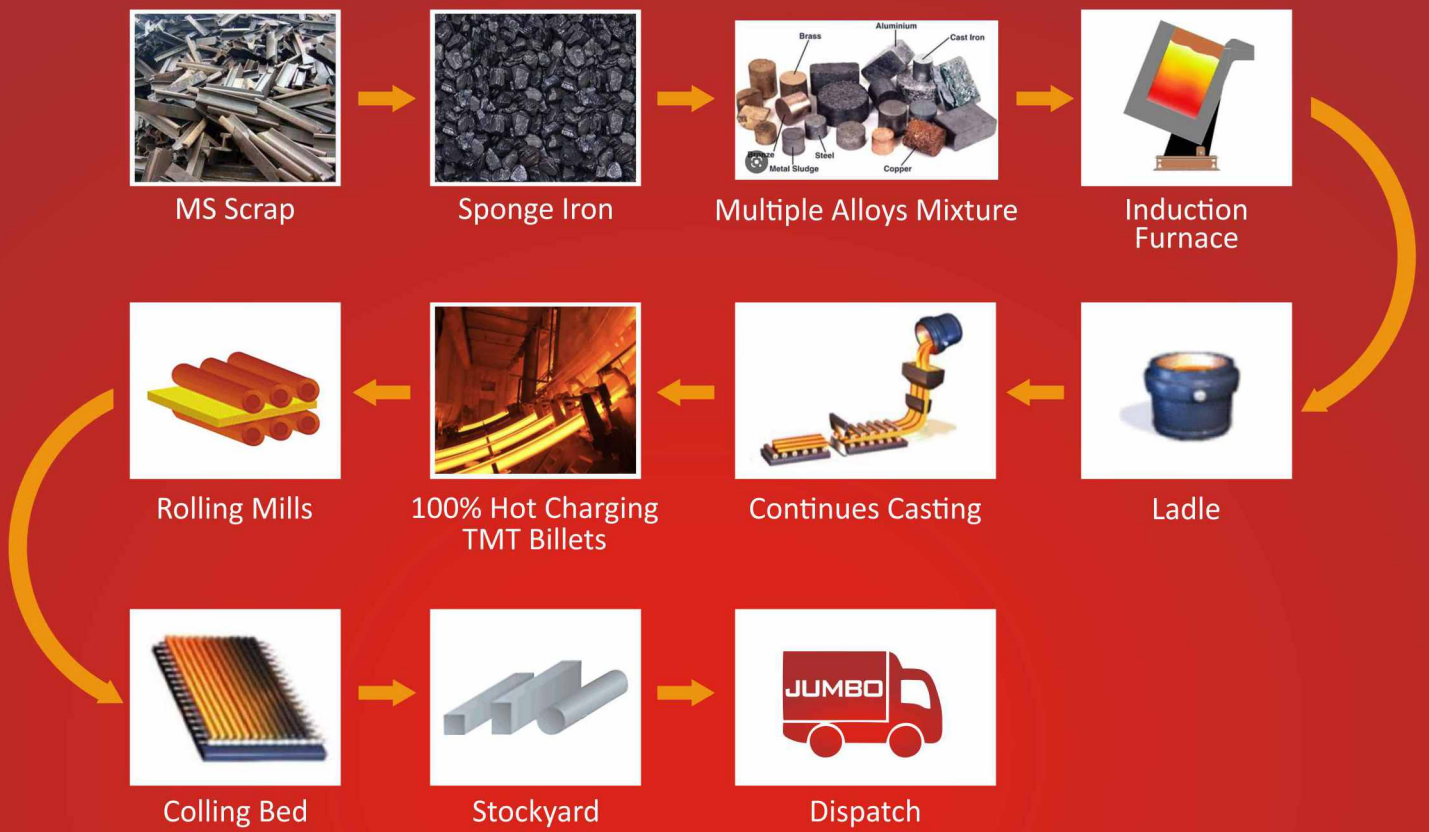 MS Scrap
Sponge Iron
Brass
Aluminium
Cast Iron
Bronze
Metal Sludge
Steel
Copper
Multiple Alloys Mixture
Induction
Furnace
Rolling Mills
100% Hot Charging
TMT Billets
Continues Casting
Ladle
Colling Bed
Stockyard
JUMBO
Dispatch